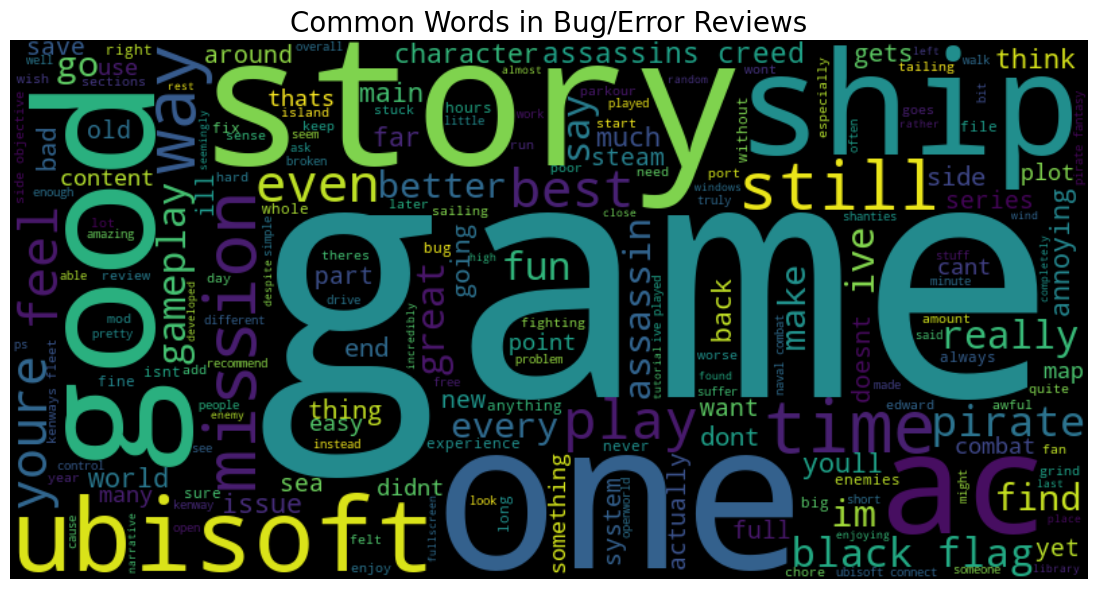 Common Words in Bug/Error Reviews
save
right
around
character
assassins creed
gets
left
walk
think
well
wish
go
use
sections
way
overall
almost
random
wont
tailing
story
ship
thats
main
stuck
hours
little
parkour
played
work
say
especially
goes
bit
rather
file
old
bad
fix
sense
island
keep
far
start
much
without
often
rest
seemingly
seem
ask
broken
run
steam
poor
need
port
windows
truly
side
plot
pirate fantasy
side objective
content
enough
ill
hard
even
better
best
still
series
good
gameplay
mission
whole
later
sailing
close
shanties
wind
feel
lot
amazing
able
review
day
despite
simple
theres
bug
going
high
game
assassin
ive
stuff
cant
minute
annoying
completely
mod
pretty
developed
different
part
drive
great
fun
back
make
amount
said
really
ps
fine
isnt
add
recommend
end
incredibly
fighting
point
problem
tutorial
live played
worse
found
suffer
naval combat
doesnt
always
map
quite
youre
kenways fleet
people
enemy
thing
easy
instead
free
new
anything
every
experience
never
play
want
dont
time
made
edward
awful
pirate
combat
fan
control
world
see
year
many
sure
issue
sea
didnt
one
look
long
something
system
openworld
actually
full
youll
enemies
big
short
im
ac
might
grind
last
find
place
ubisoft
cause
narrative
kenway
open
felt
enjoy
fullscreen
black flag
enjoying
chore
ubisoft connect
someone
yet
library